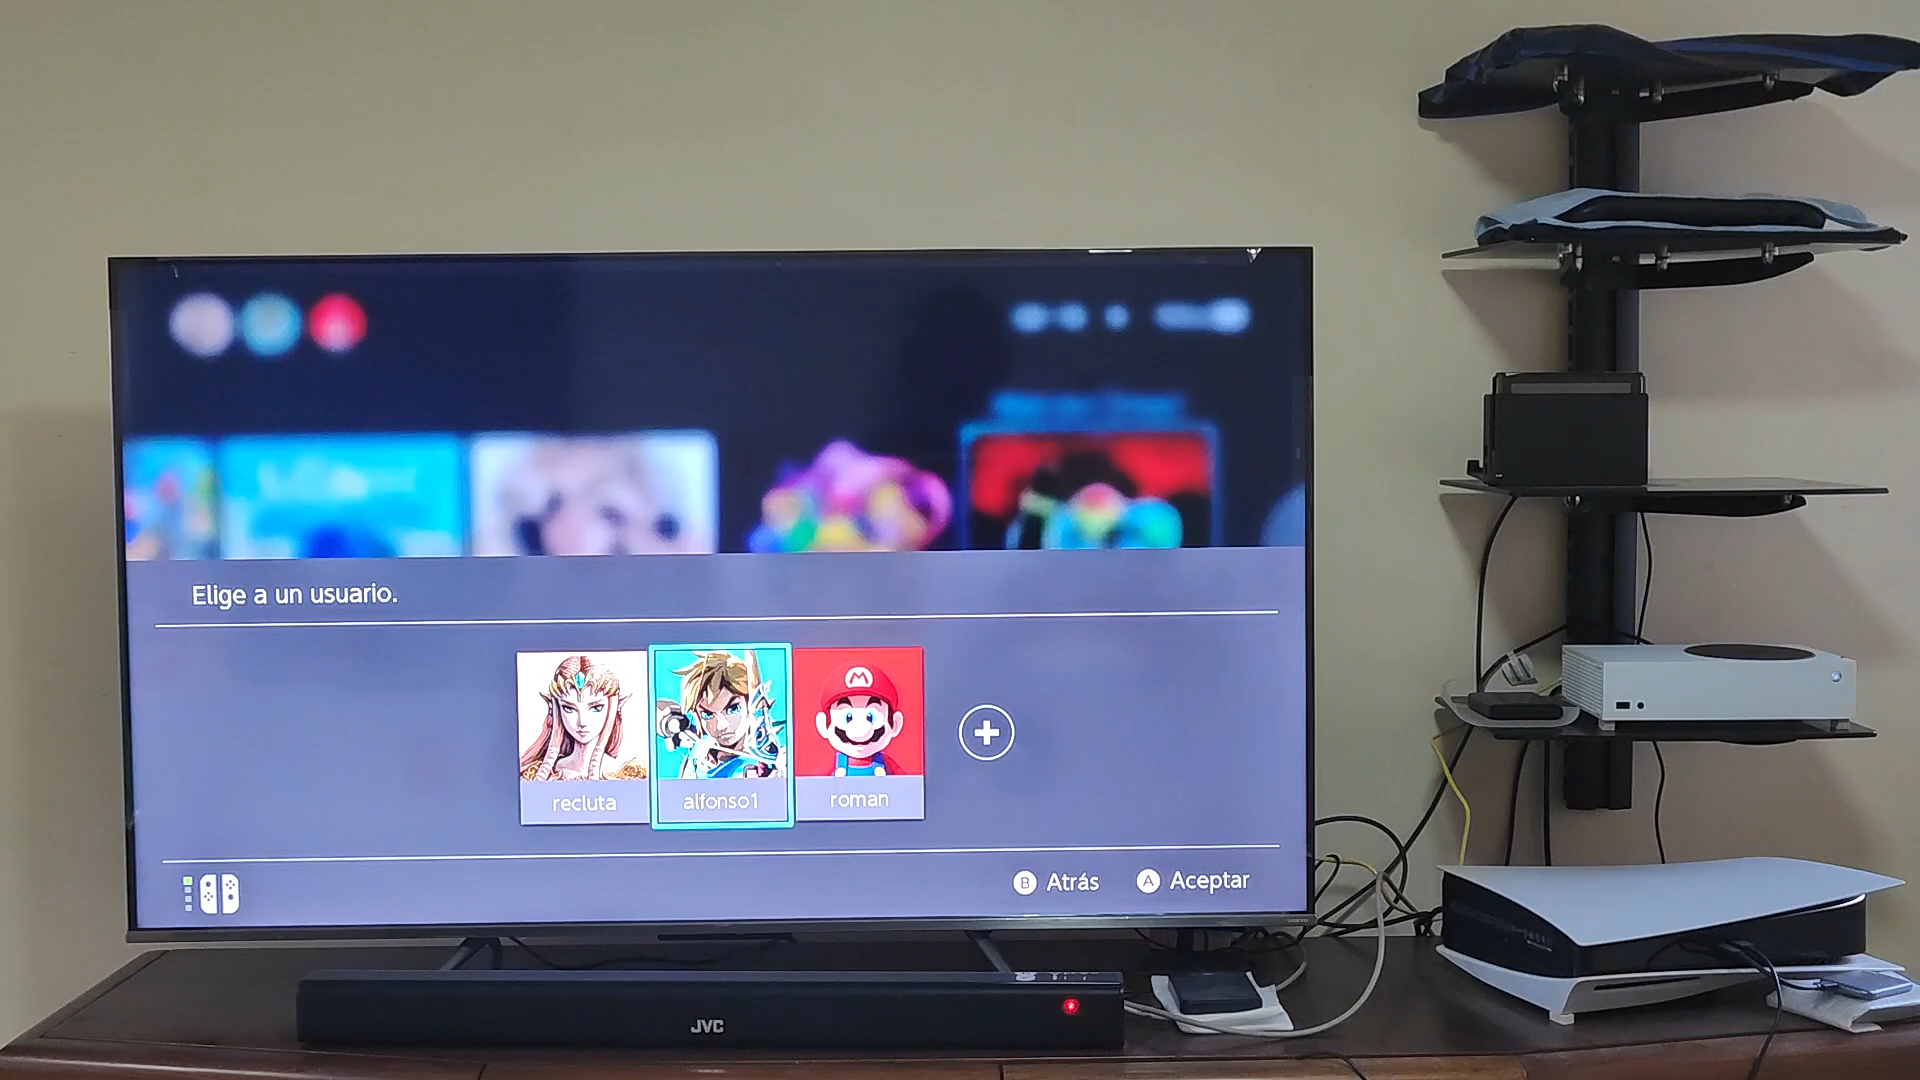 Elige a un usuario.
recluta
alfonso1
roman
B Atrás
A Aceptar
JVC